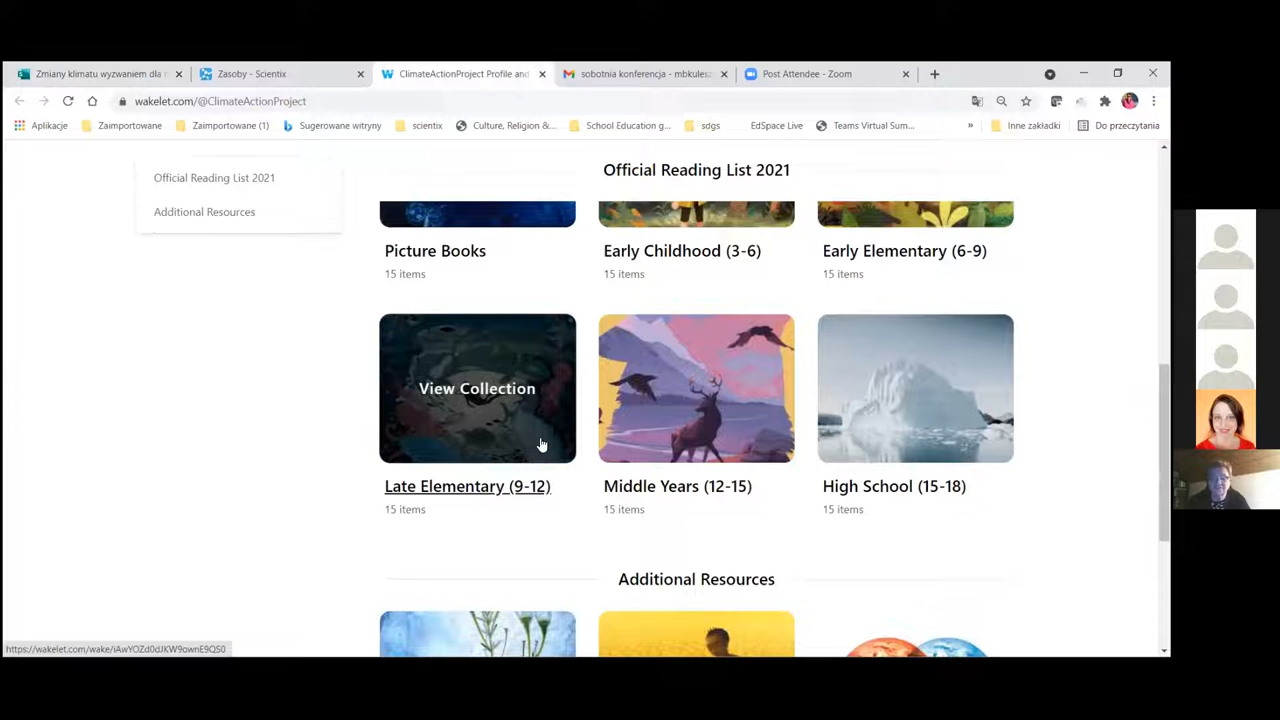 Zmiany klimatu wyzwaniem dla n
Zasoby - Scientix
ClimateActionProject Profile and
sobotnia konferencja - mbkulesz
Post Attendee - Zoom
wakelet.com/@ClimateActionProject
Aplikacje
Zaimportowane
Zaimportowane (1)
Sugerowane witryny
scientix
Culture, Religion &...
School Education g...
sdgs
EdSpace Live
Teams Virtual Sum...
»
Inne zakładki
Do przeczytania
Official Reading List 2021
Additional Resources
Official Reading List 2021
Picture Books
15 items
Early Childhood (3-6)
15 items
Early Elementary (6-9)
15 items
View Collection
Late Elementary (9-12)
15 items
Middle Years (12-15)
15 items
High School (15-18)
15 items
Additional Resources
https://wakelet.com/wake/iAwYOZd0dJKW9ownE9QS0